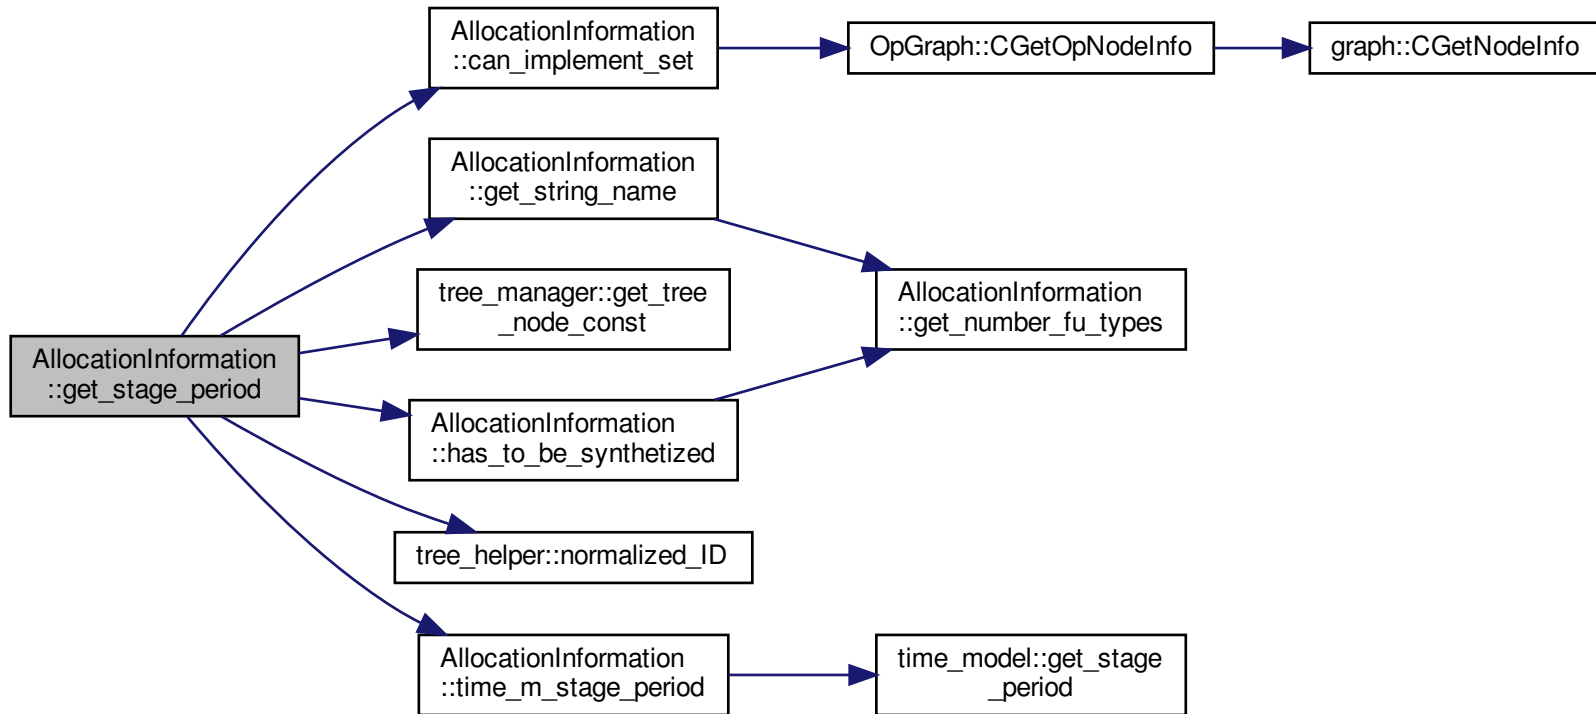 AllocationInformation
::can_implement_set
OpGraph::CGetOpNodeInfo
graph::CGetNodeInfo
AllocationInformation
::get_string_name
tree_manager::get_tree
_node_const
AllocationInformation
::get_number_fu_types
AllocationInformation
::get_stage_period
AllocationInformation
::has_to_be_synthetized
tree_helper::normalized_ID
AllocationInformation
::time_m_stage_period
time_model::get_stage
_period